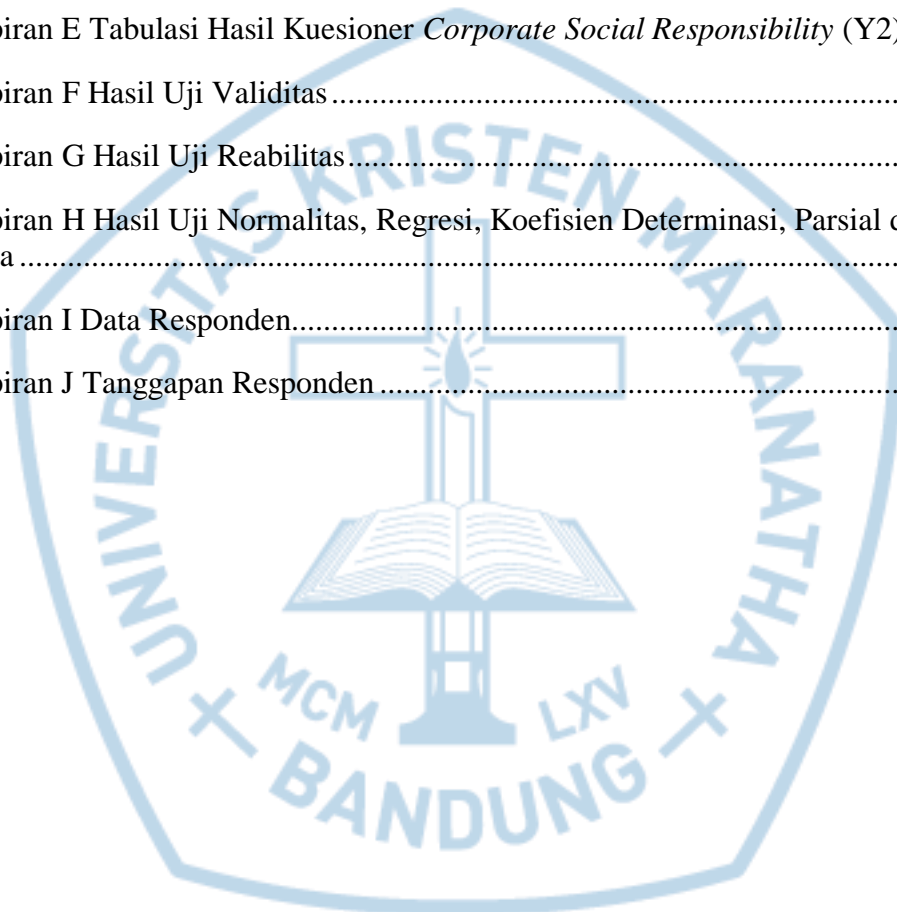 piran E Tabulasi Hasil Kuesioner Corporate Social Responsibility (Y2)
piran F Hasil Uji Validitas ................................................................................
piran G Hasil Uji Reabilitas ................................................................................
piran H Hasil Uji Normalitas, Regresi, Koefisien Determinasi, Parsial d
a ................................................................................
piran I Data Responden ................................................................................
piran J Tanggapan Responden ................................................................................
UNIVERSITAS KRISTEN MARANATHA
MCM LXV
BANDUNG